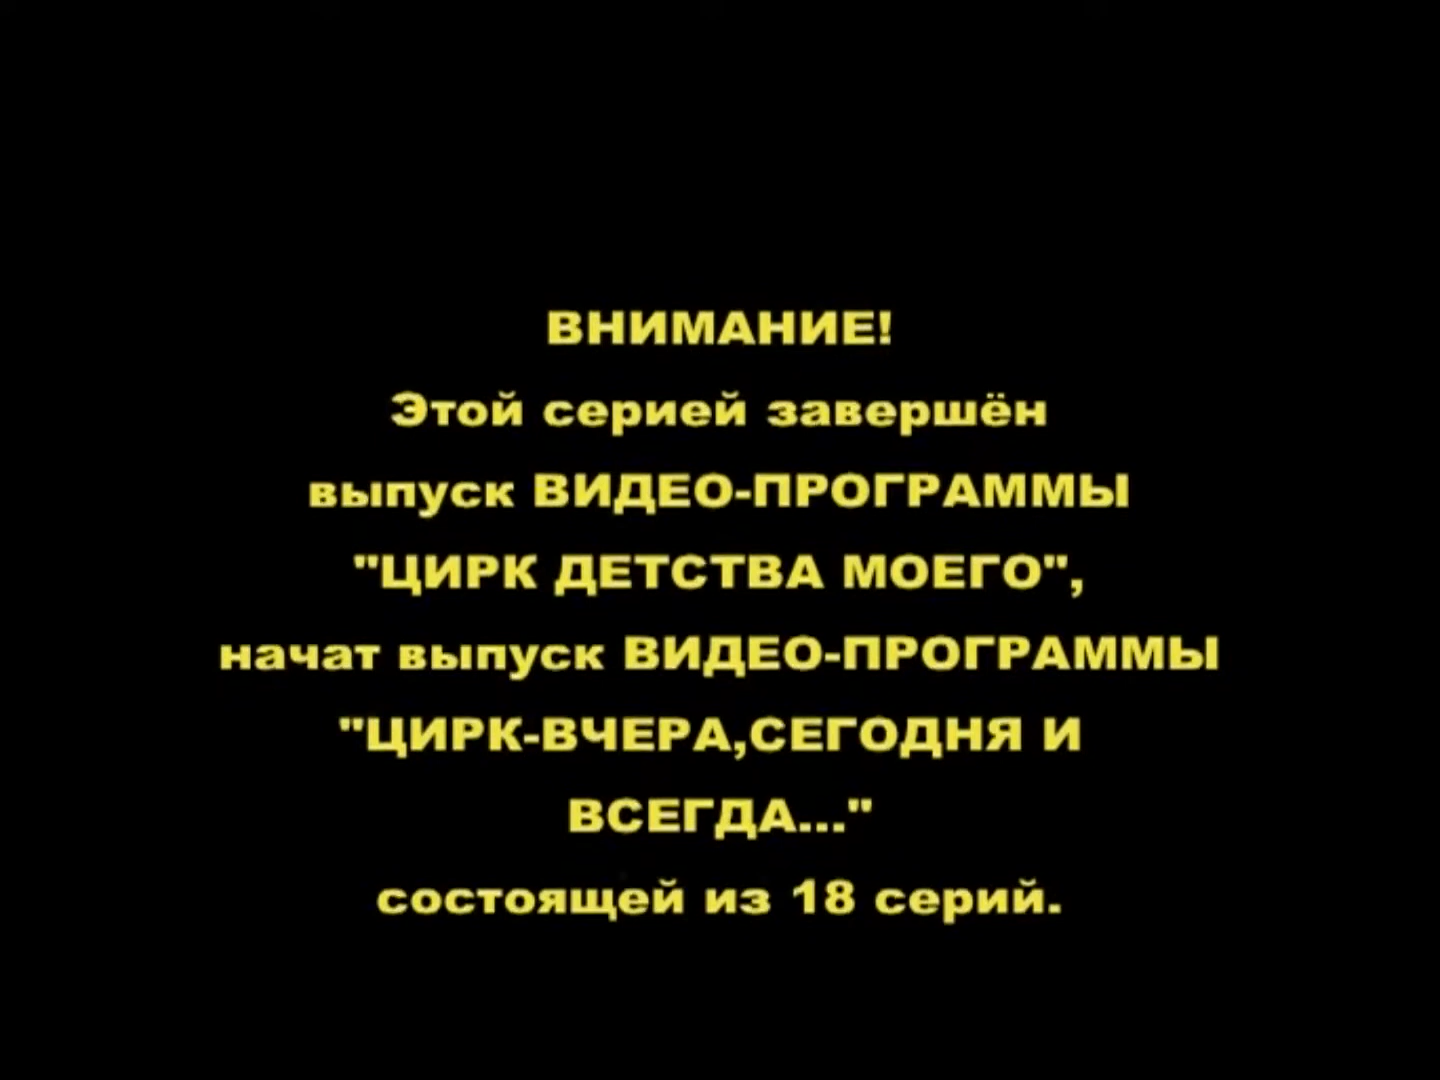 ВНИМАНИЕ!
Этой серией завершён
выпуск ВИДЕО-ПРОГРАММЫ
"ЦИРК ДЕТСТВА МОЕГО",
начат выпуск ВИДЕО-ПРОГРАММЫ
"ЦИРК-ВЧЕРА,СЕГОДНЯ И
ВСЕГДА..."
состоящей из 18 серий.